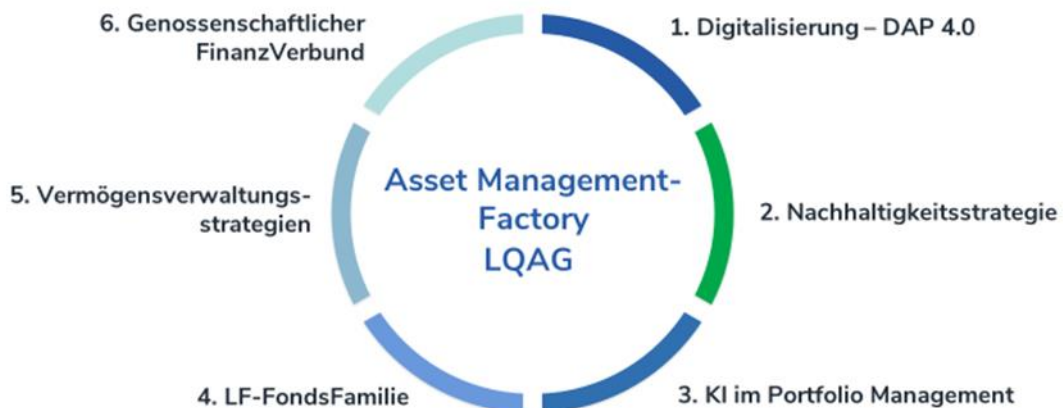 6. Genossenschaftlicher
FinanzVerbund
1. Digitalisierung – DAP 4.0
5. Vermögensverwaltungs-
strategien
Asset Management-
Factory
LQAG
2. Nachhaltigkeitsstrategie
4. LF-FondsFamilie
3. KI im Portfolio Management